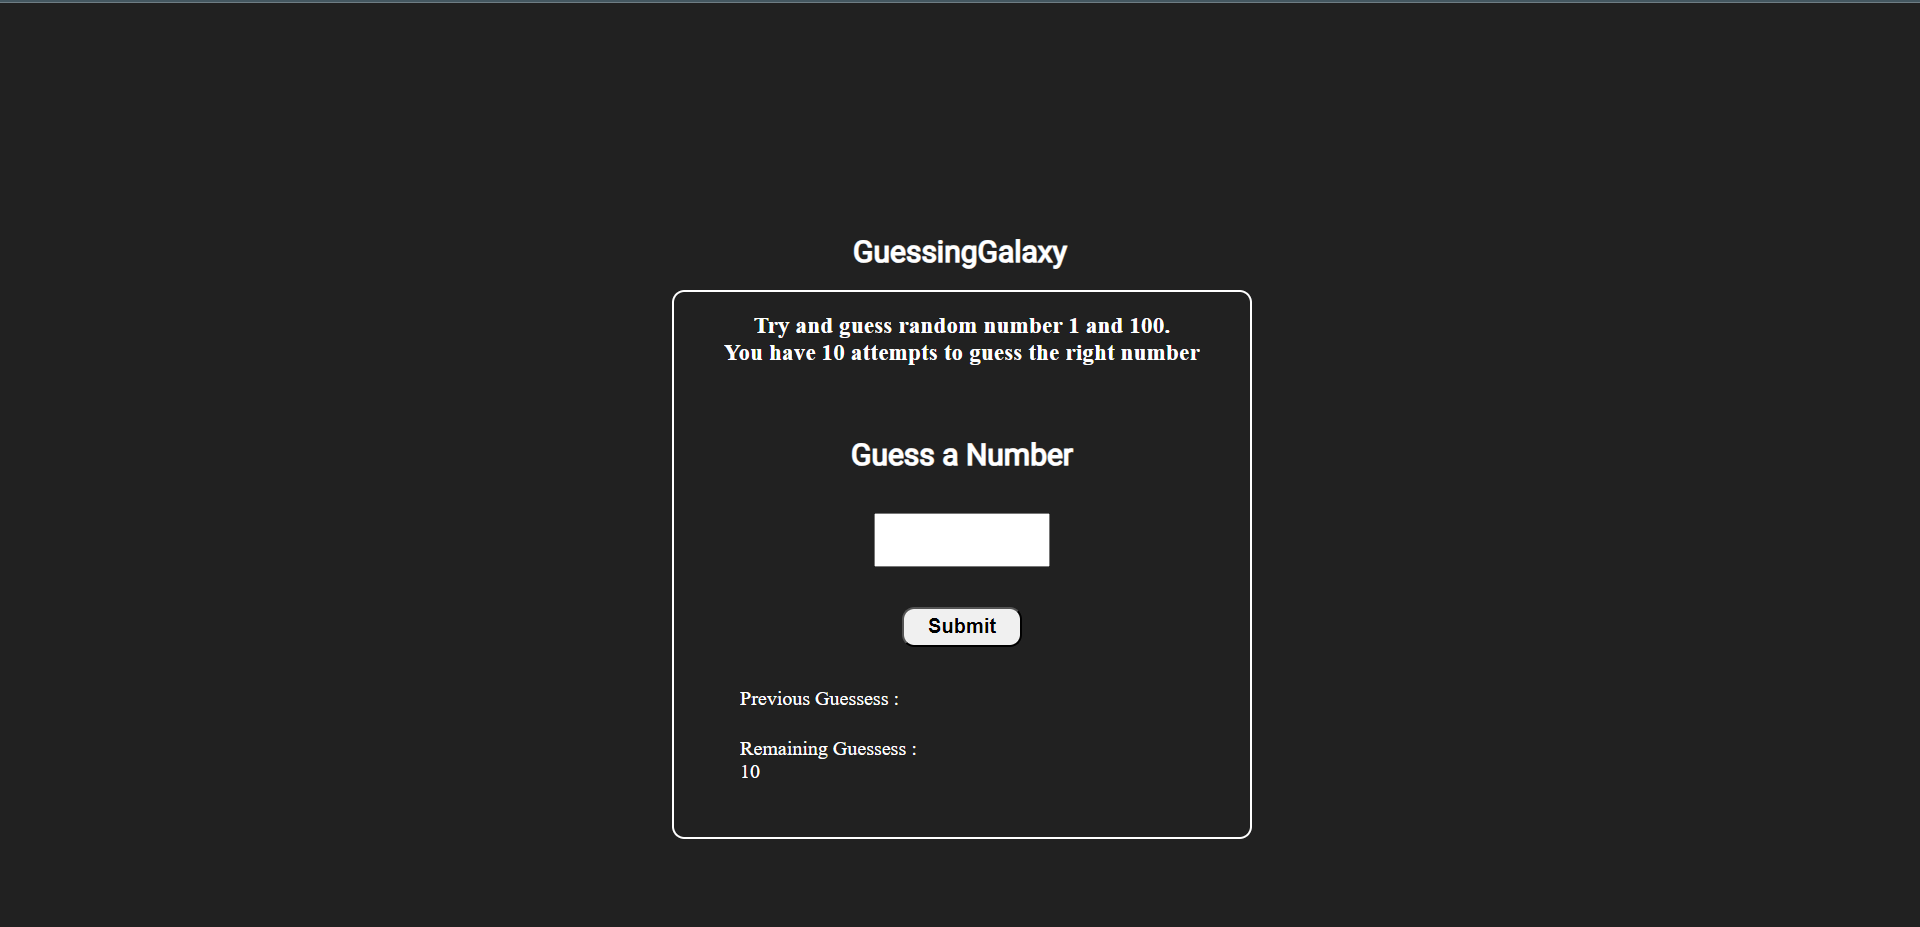 GuessingGalaxy
Try and guess random number 1 and 100.
You have 10 attempts to guess the right number
Guess a Number
Submit
Previous Guessess :
Remaining Guessess :
10